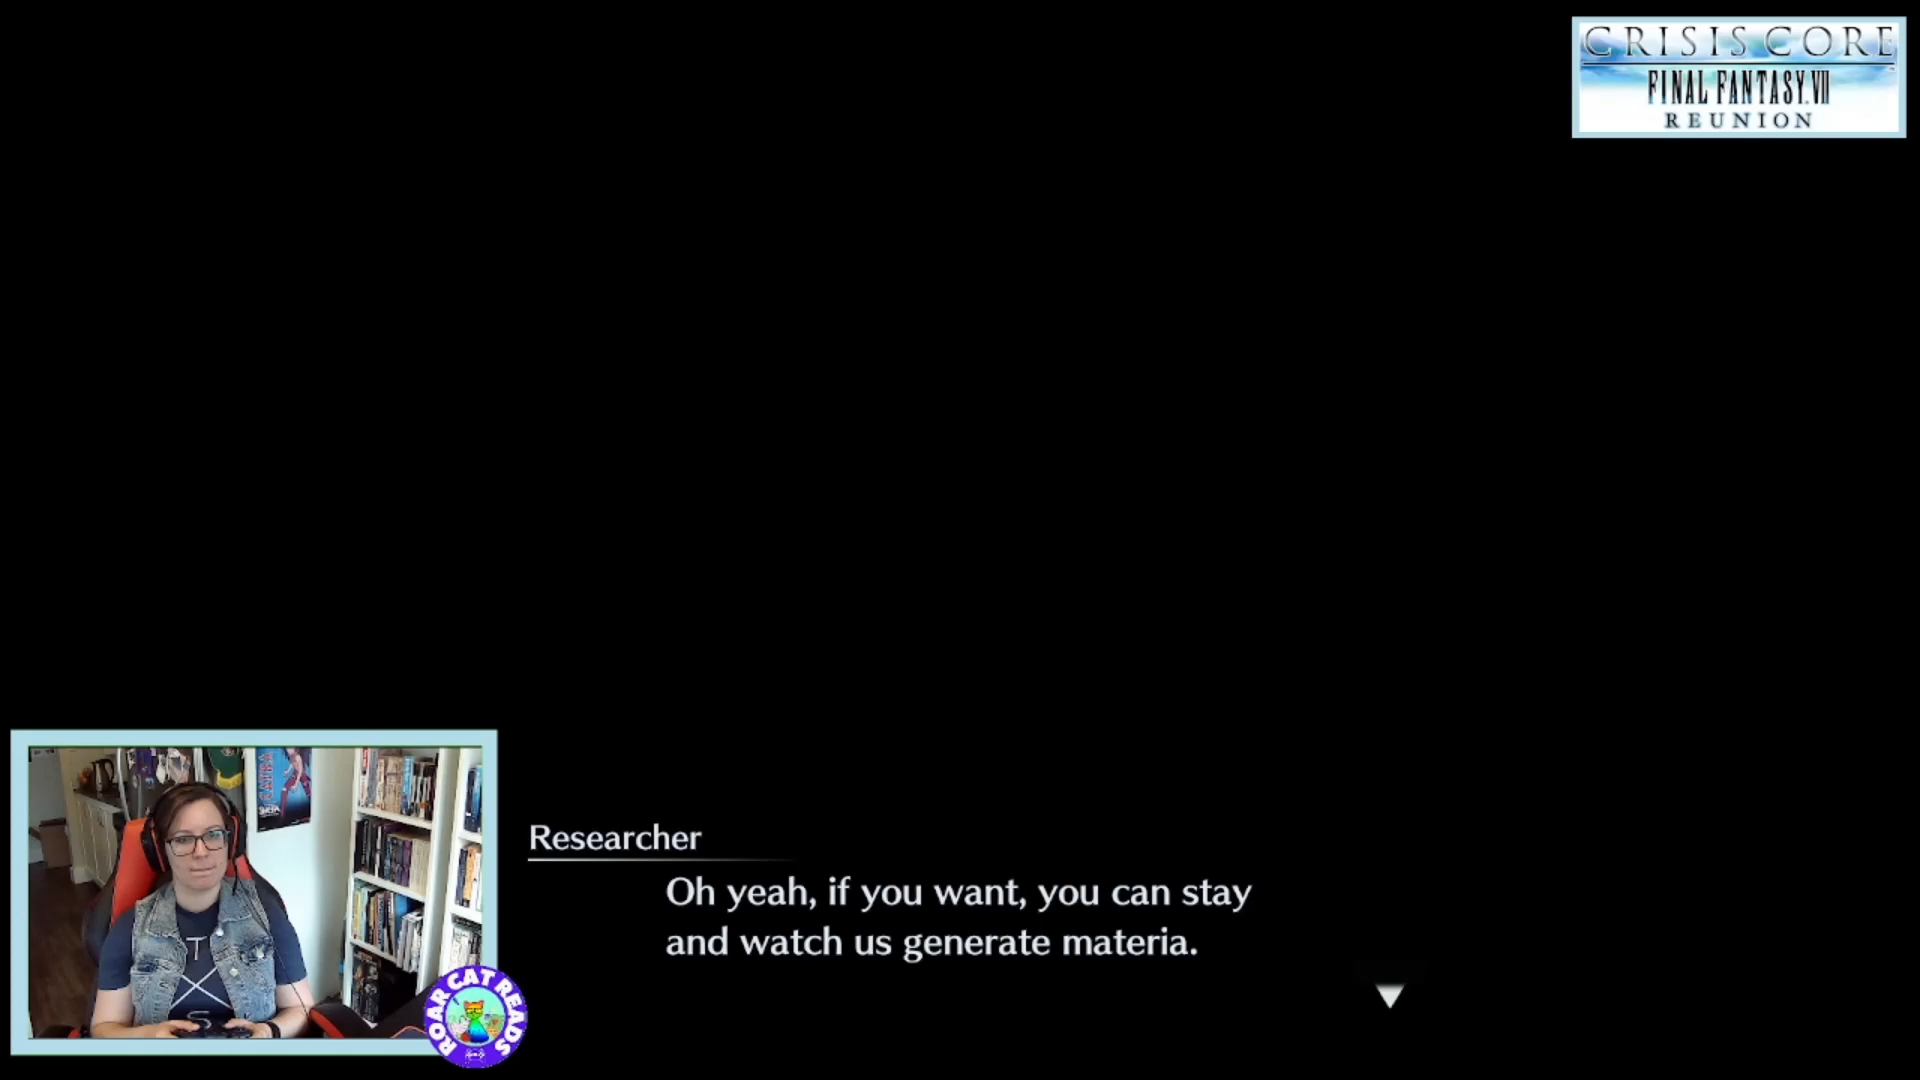 CRISIS CORE
FINAL FANTASY VII
REUNION
CATRA
Researcher
Oh yeah, if you want, you can stay
and watch us generate materia.
T
X
S
ROAR CAT READS